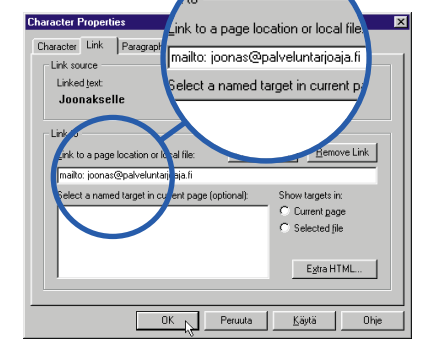 to
Link to a page location or local file
mailto: joonas@palveluntarjoaja.fi
Select a named target in current p
Character Properties
Character Link Paragraph
Link source
Linked text:
Joonakselle
Link to
Link to a page location or local file:
Remove Link
mailto: joonas@palveluntarjoaja.fi
Select a named target in current page (optional):
Show targets in:
Current page
Selected file
Extra HTML...
OK Peruuta Käytä Ohje